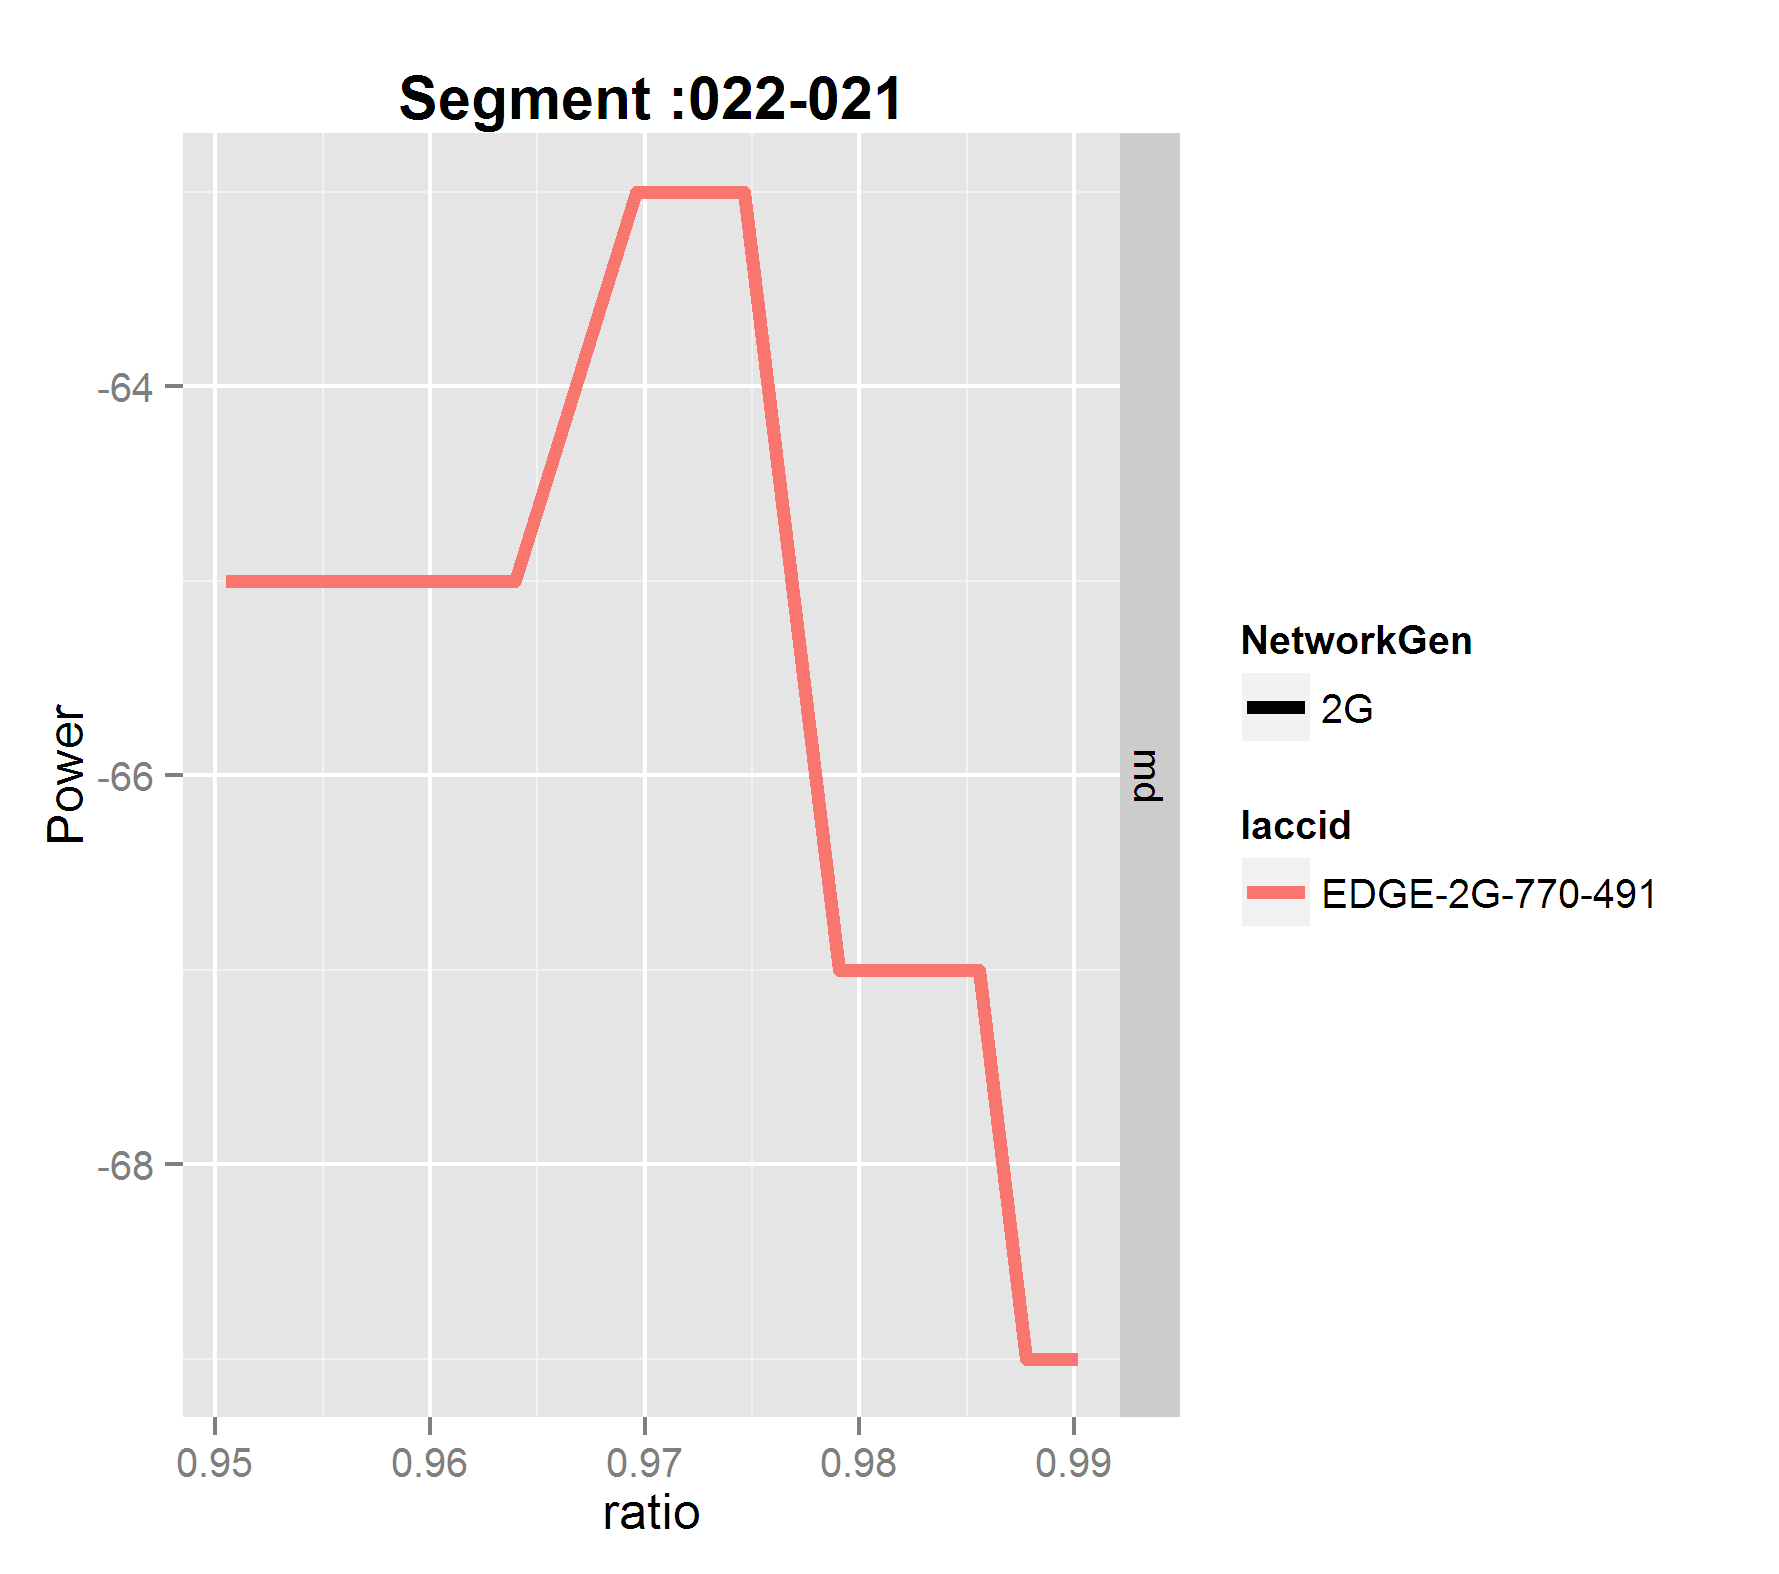 Segment :022-021
-64
-66
-68
Power
0.95 0.96 0.97 0.98 0.99
ratio
md
NetworkGen
2G
laccid
EDGE-2G-770-491